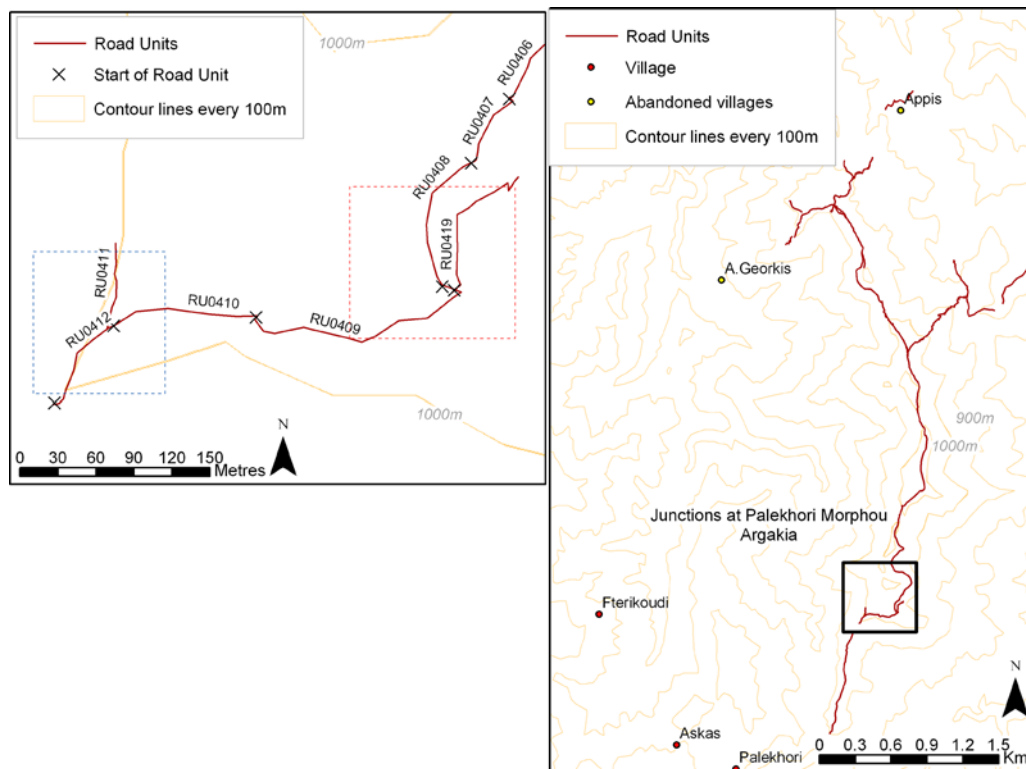 Road Units
Start of Road Unit
Contour lines every 100m
1000m
RU0406
RU0407
RU0408
RU0419
RU0411
RU0410
RU0412
RU0409
1000m
N
0 30 60 90 120 150
Metres
Road Units
Village
Abandoned villages
Contour lines every 100m
Appis
A.Georkis
900m
1000m
Junctions at Palekhori Morphou
Argakia
Fterikoudi
N
Askas
Palekhori
0 0.3 0.6 0.9 1.2 1.5
Km